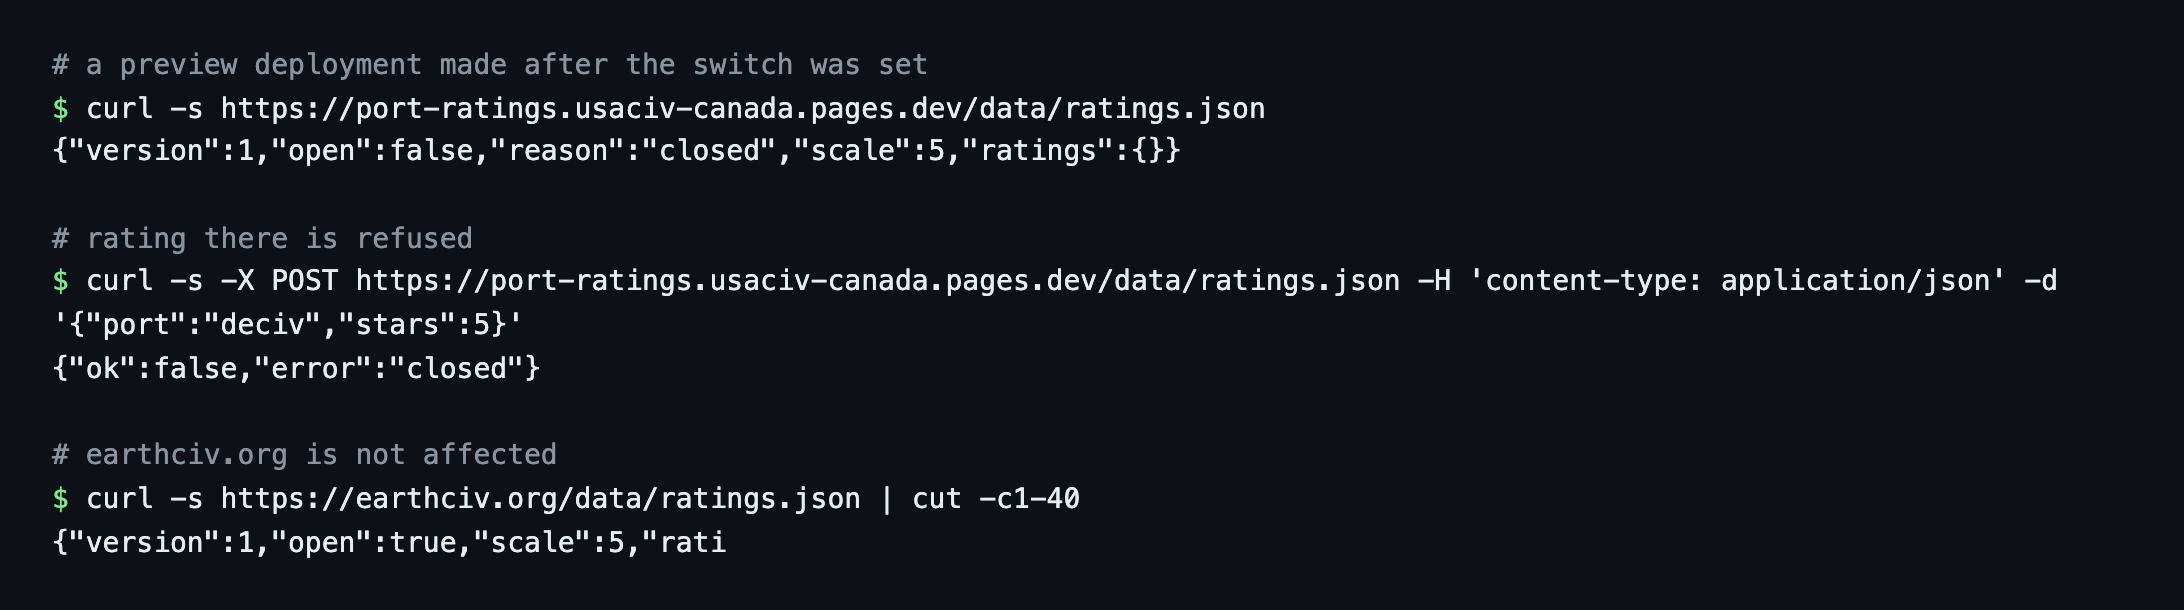 # a preview deployment made after the switch was set
$ curl -s https://port-ratings.usaciv-canada.pages.dev/data/ratings.json
{"version":1,"open":false,"reason":"closed","scale":5,"ratings":{}}
# rating there is refused
$ curl -s -X POST https://port-ratings.usaciv-canada.pages.dev/data/ratings.json -H 'content-type: application/json' -d
'{"port":"deciv","stars":5}'
{"ok":false,"error":"closed"}
# earthciv.org is not affected
$ curl -s https://earthciv.org/data/ratings.json | cut -c1-40
{"version":1,"open":true,"scale":5,"rati